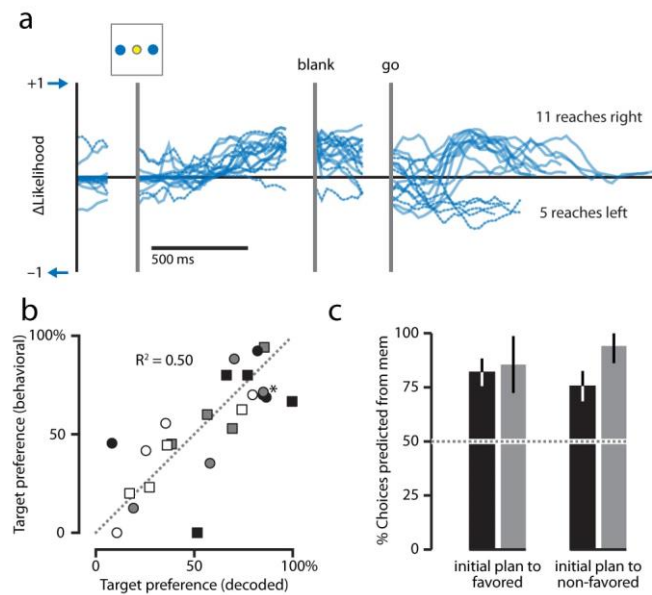 a
blank
go
+1
ΔLikelihood
11 reaches right
5 reaches left
−1
500 ms
b
c
100%
R² = 0.50
*
50
0
0
50
100%
Target preference (behavioral)
Target preference (decoded)
100
75
50
25
0
% Choices predicted from mem
initial plan to
favored
initial plan to
non-favored